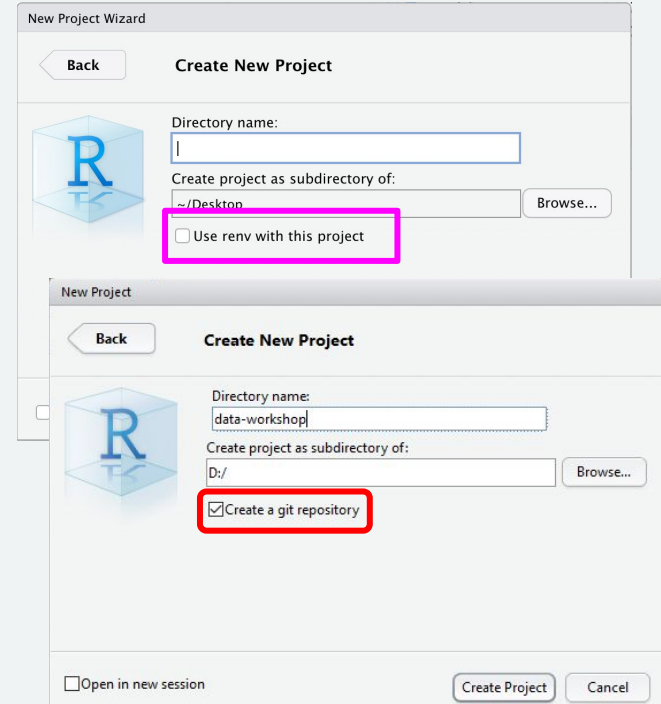 New Project Wizard
Back
Create New Project
R
Directory name:
Create project as subdirectory of:
~/Desktop
Browse...
Use renv with this project
New Project
Back
Create New Project
R
Directory name:
data-workshop
Create project as subdirectory of:
D:/
Browse...
Create a git repository
Open in new session
Create Project
Cancel